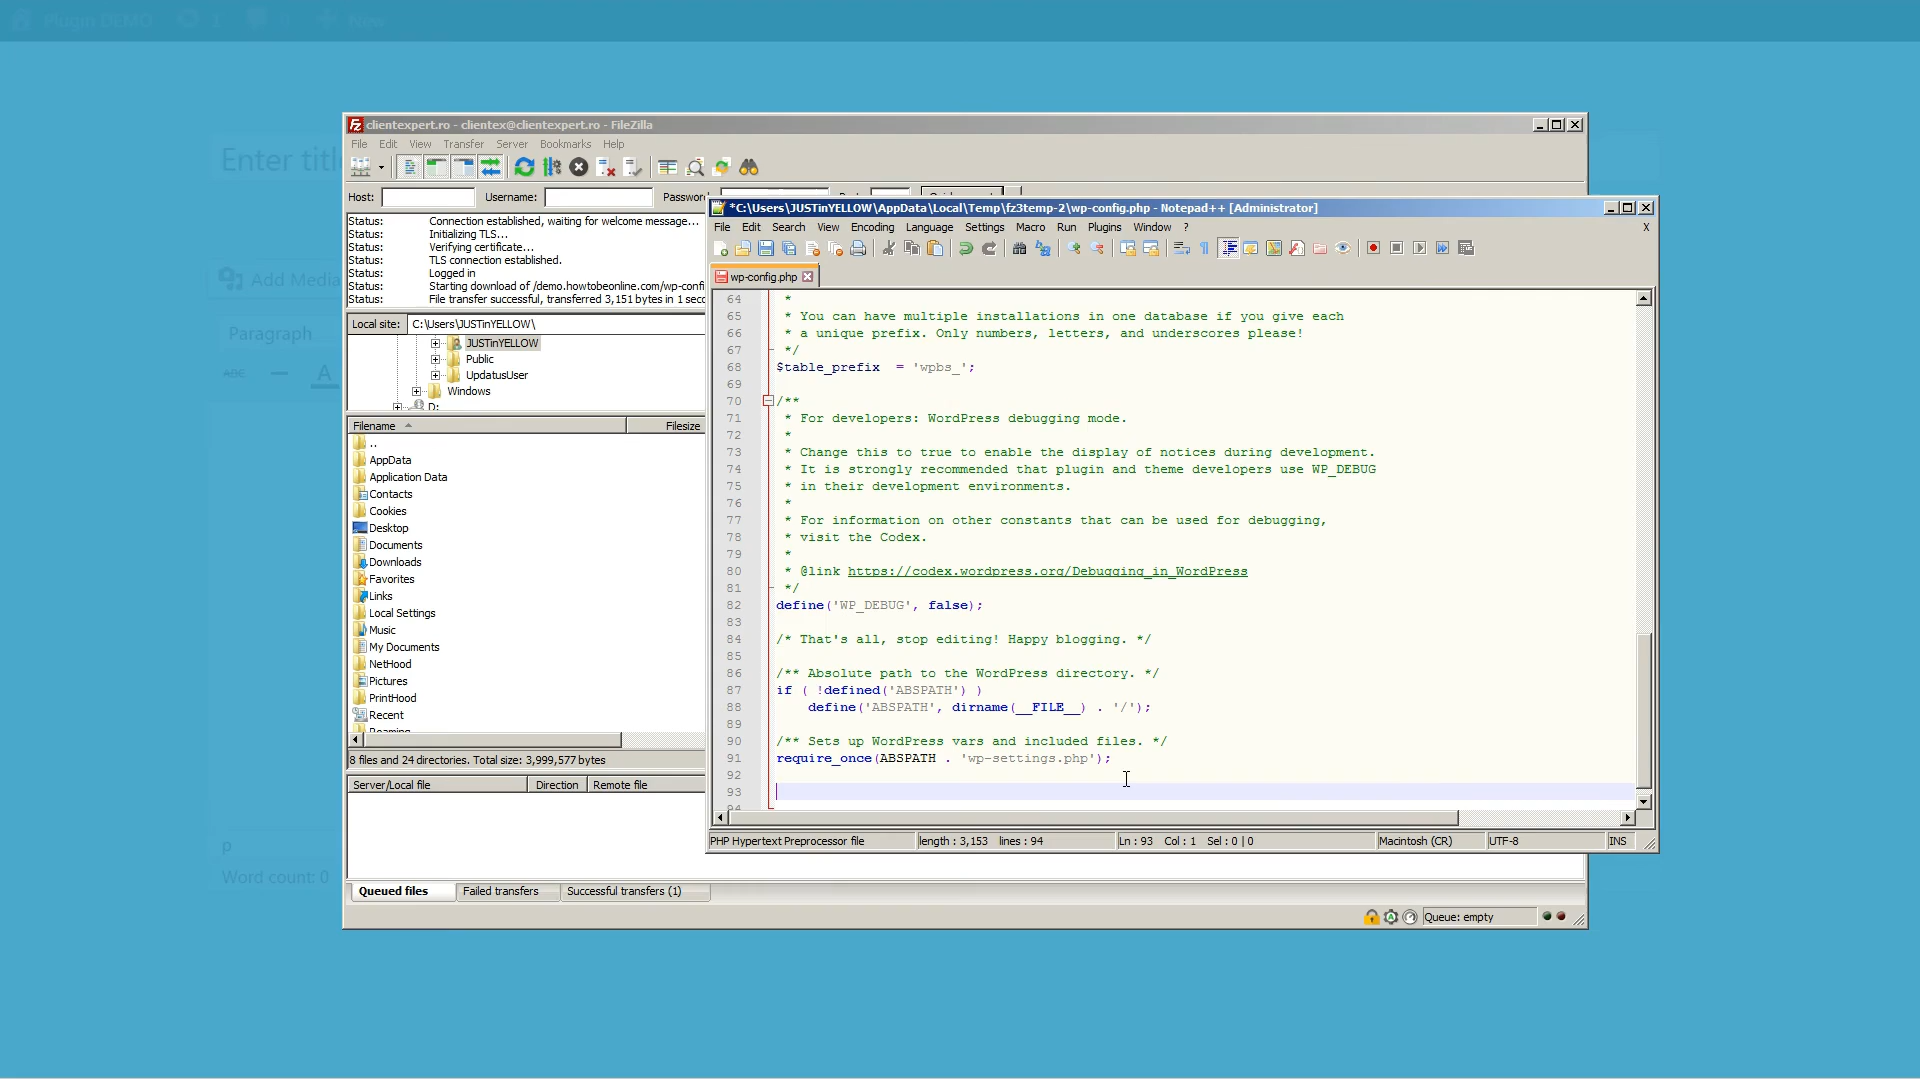 Plugin DEMO 1 0 New
clientexpert.ro - clientex@clientexpert.ro - FileZilla
File Edit View Transfer Server Bookmarks Help
Host: Username: Password
Status: Connection established, waiting for welcome message...
Status: Initializing TLS...
Status: Verifying certificate...
Status: TLS connection established.
Status: Logged in
Status: Starting download of /demo.howtobeonline.com/wp-confi
Status: File transfer successful, transferred 3,151 bytes in 1 seco
Local site: C:\Users\JUSTinYELLOW\
JUSTinYELLOW
Public
UpdatusUser
Windows
D:
Filename Filesize
..
AppData
Application Data
Contacts
Cookies
Desktop
Documents
Downloads
Favorites
Links
Local Settings
Music
My Documents
NetHood
Pictures
PrintHood
Recent
Roaming
8 files and 24 directories. Total size: 3,999,577 bytes
Server/Local file Direction Remote file
Queued files Failed transfers Successful transfers (1)
Queue: empty
*C:\Users\JUSTinYELLOW\AppData\Local\Temp\fz3temp-2\wp-config.php - Notepad++ [Administrator]
File Edit Search View Encoding Language Settings Macro Run Plugins Window ? X
wp-config.php
64 *
65 * You can have multiple installations in one database if you give each
66 * a unique prefix. Only numbers, letters, and underscores please!
67 */
68 $table_prefix  = 'wpbs_';
69
70 /**
71 * For developers: WordPress debugging mode.
72 *
73 * Change this to true to enable the display of notices during development.
74 * It is strongly recommended that plugin and theme developers use WP_DEBUG
75 * in their development environments.
76 *
77 * For information on other constants that can be used for debugging,
78 * visit the Codex.
79 *
80 * @link https://codex.wordpress.org/Debugging_in_WordPress
81 */
82 define('WP_DEBUG', false);
83
84 /* That's all, stop editing! Happy blogging. */
85
86 /** Absolute path to the WordPress directory. */
87 if ( !defined('ABSPATH') )
88 define('ABSPATH', dirname(__FILE__) . '/');
89
90 /** Sets up WordPress vars and included files. */
91 require_once(ABSPATH . 'wp-settings.php');
92
93
94
PHP Hypertext Preprocessor file length : 3,153 lines : 94 Ln : 93 Col : 1 Sel : 0 | 0 Macintosh (CR) UTF-8 INS
Enter title
Add Media
Paragraph
ABC A
p
Word count: 0